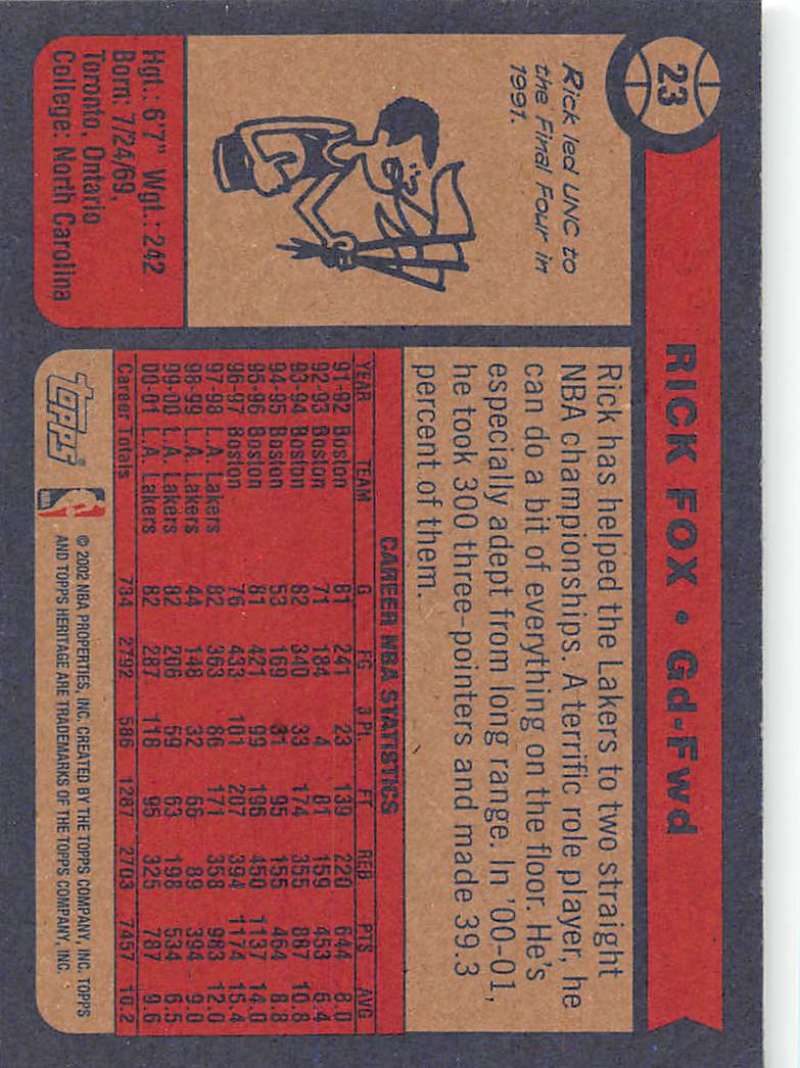 23
RICK FOX • Gd-Fwd
Rick led UNC to
the Final Four in
1991.
Hgt.: 6'7" Wgt.: 242
Born: 7/24/69,
Toronto, Ontario
College: North Carolina
Rick has helped the Lakers to two straight
NBA championships. A terrific role player, he
can do a bit of everything on the floor. He's
especially adept from long range. In '00-01,
he took 300 three-pointers and made 39.3
percent of them.
CAREER NBA STATISTICS
YEAR TEAM G FG 3 Pt. FT REB PTS AVG
91-92 Boston 81 241 23 139 220 644 8.0
92-93 Boston 71 184 4 81 159 453 6.4
93-94 Boston 82 340 33 174 355 887 10.8
94-95 Boston 53 169 31 95 155 464 8.8
95-96 Boston 81 421 99 196 450 1137 14.0
96-97 Boston 76 433 101 207 394 1174 15.4
97-98 L.A. Lakers 82 363 86 171 358 983 12.0
98-99 L.A. Lakers 44 148 32 66 89 394 9.0
99-00 L.A. Lakers 82 206 59 63 198 534 6.5
00-01 L.A. Lakers 82 287 118 95 325 787 9.6
Career Totals 734 2792 586 1287 2703 7457 10.2
Topps
© 2002 NBA PROPERTIES, INC. CREATED BY THE TOPPS COMPANY, INC. TOPPS
AND TOPPS HERITAGE ARE TRADEMARKS OF THE TOPPS COMPANY, INC.